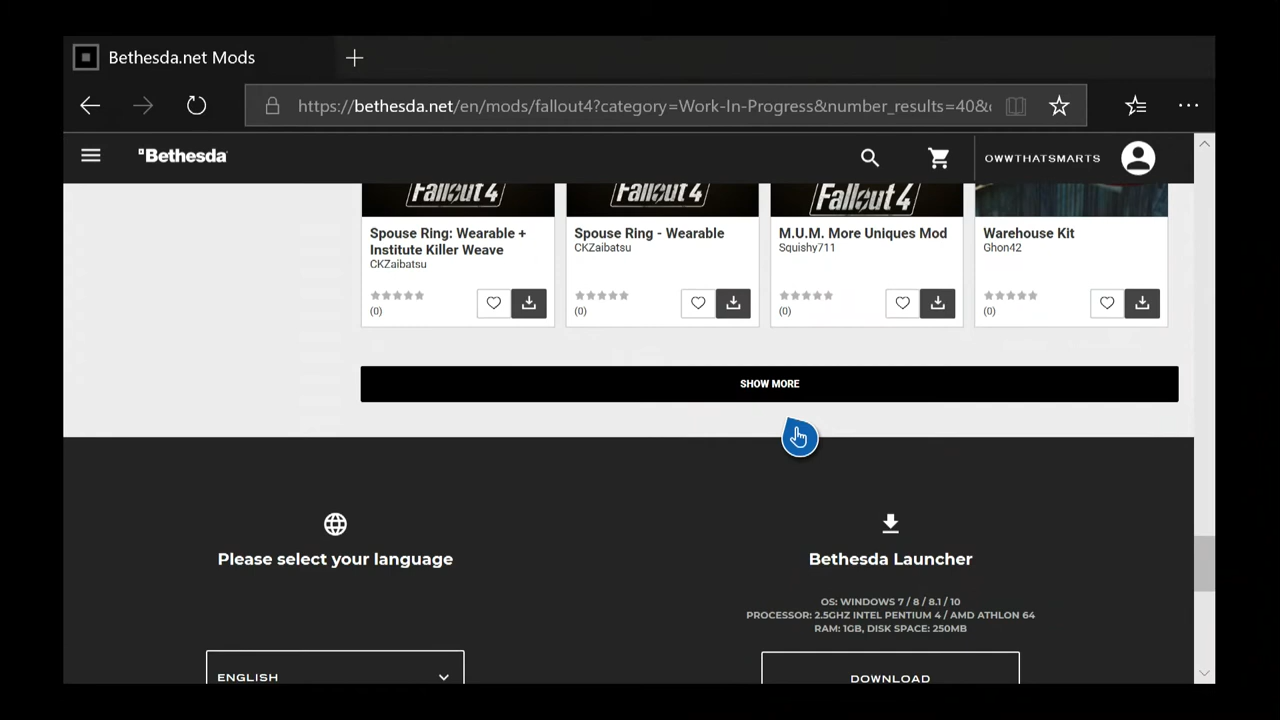 Bethesda.net Mods
https://bethesda.net/en/mods/fallout4?category=Work-In-Progress&number_results=40&
Bethesda
OWWTHATSMARTS
Fallout 4
Fallout 4
Fallout 4
Spouse Ring: Wearable +
Institute Killer Weave
CKZaibatsu
(0)
Spouse Ring - Wearable
CKZaibatsu
(0)
M.U.M. More Uniques Mod
Squishy711
(0)
Warehouse Kit
Ghon42
(0)
SHOW MORE
Please select your language
ENGLISH
Bethesda Launcher
OS: WINDOWS 7 / 8 / 8.1 / 10
PROCESSOR: 2.5GHZ INTEL PENTIUM 4 / AMD ATHLON 64
RAM: 1GB, DISK SPACE: 250MB
DOWNLOAD